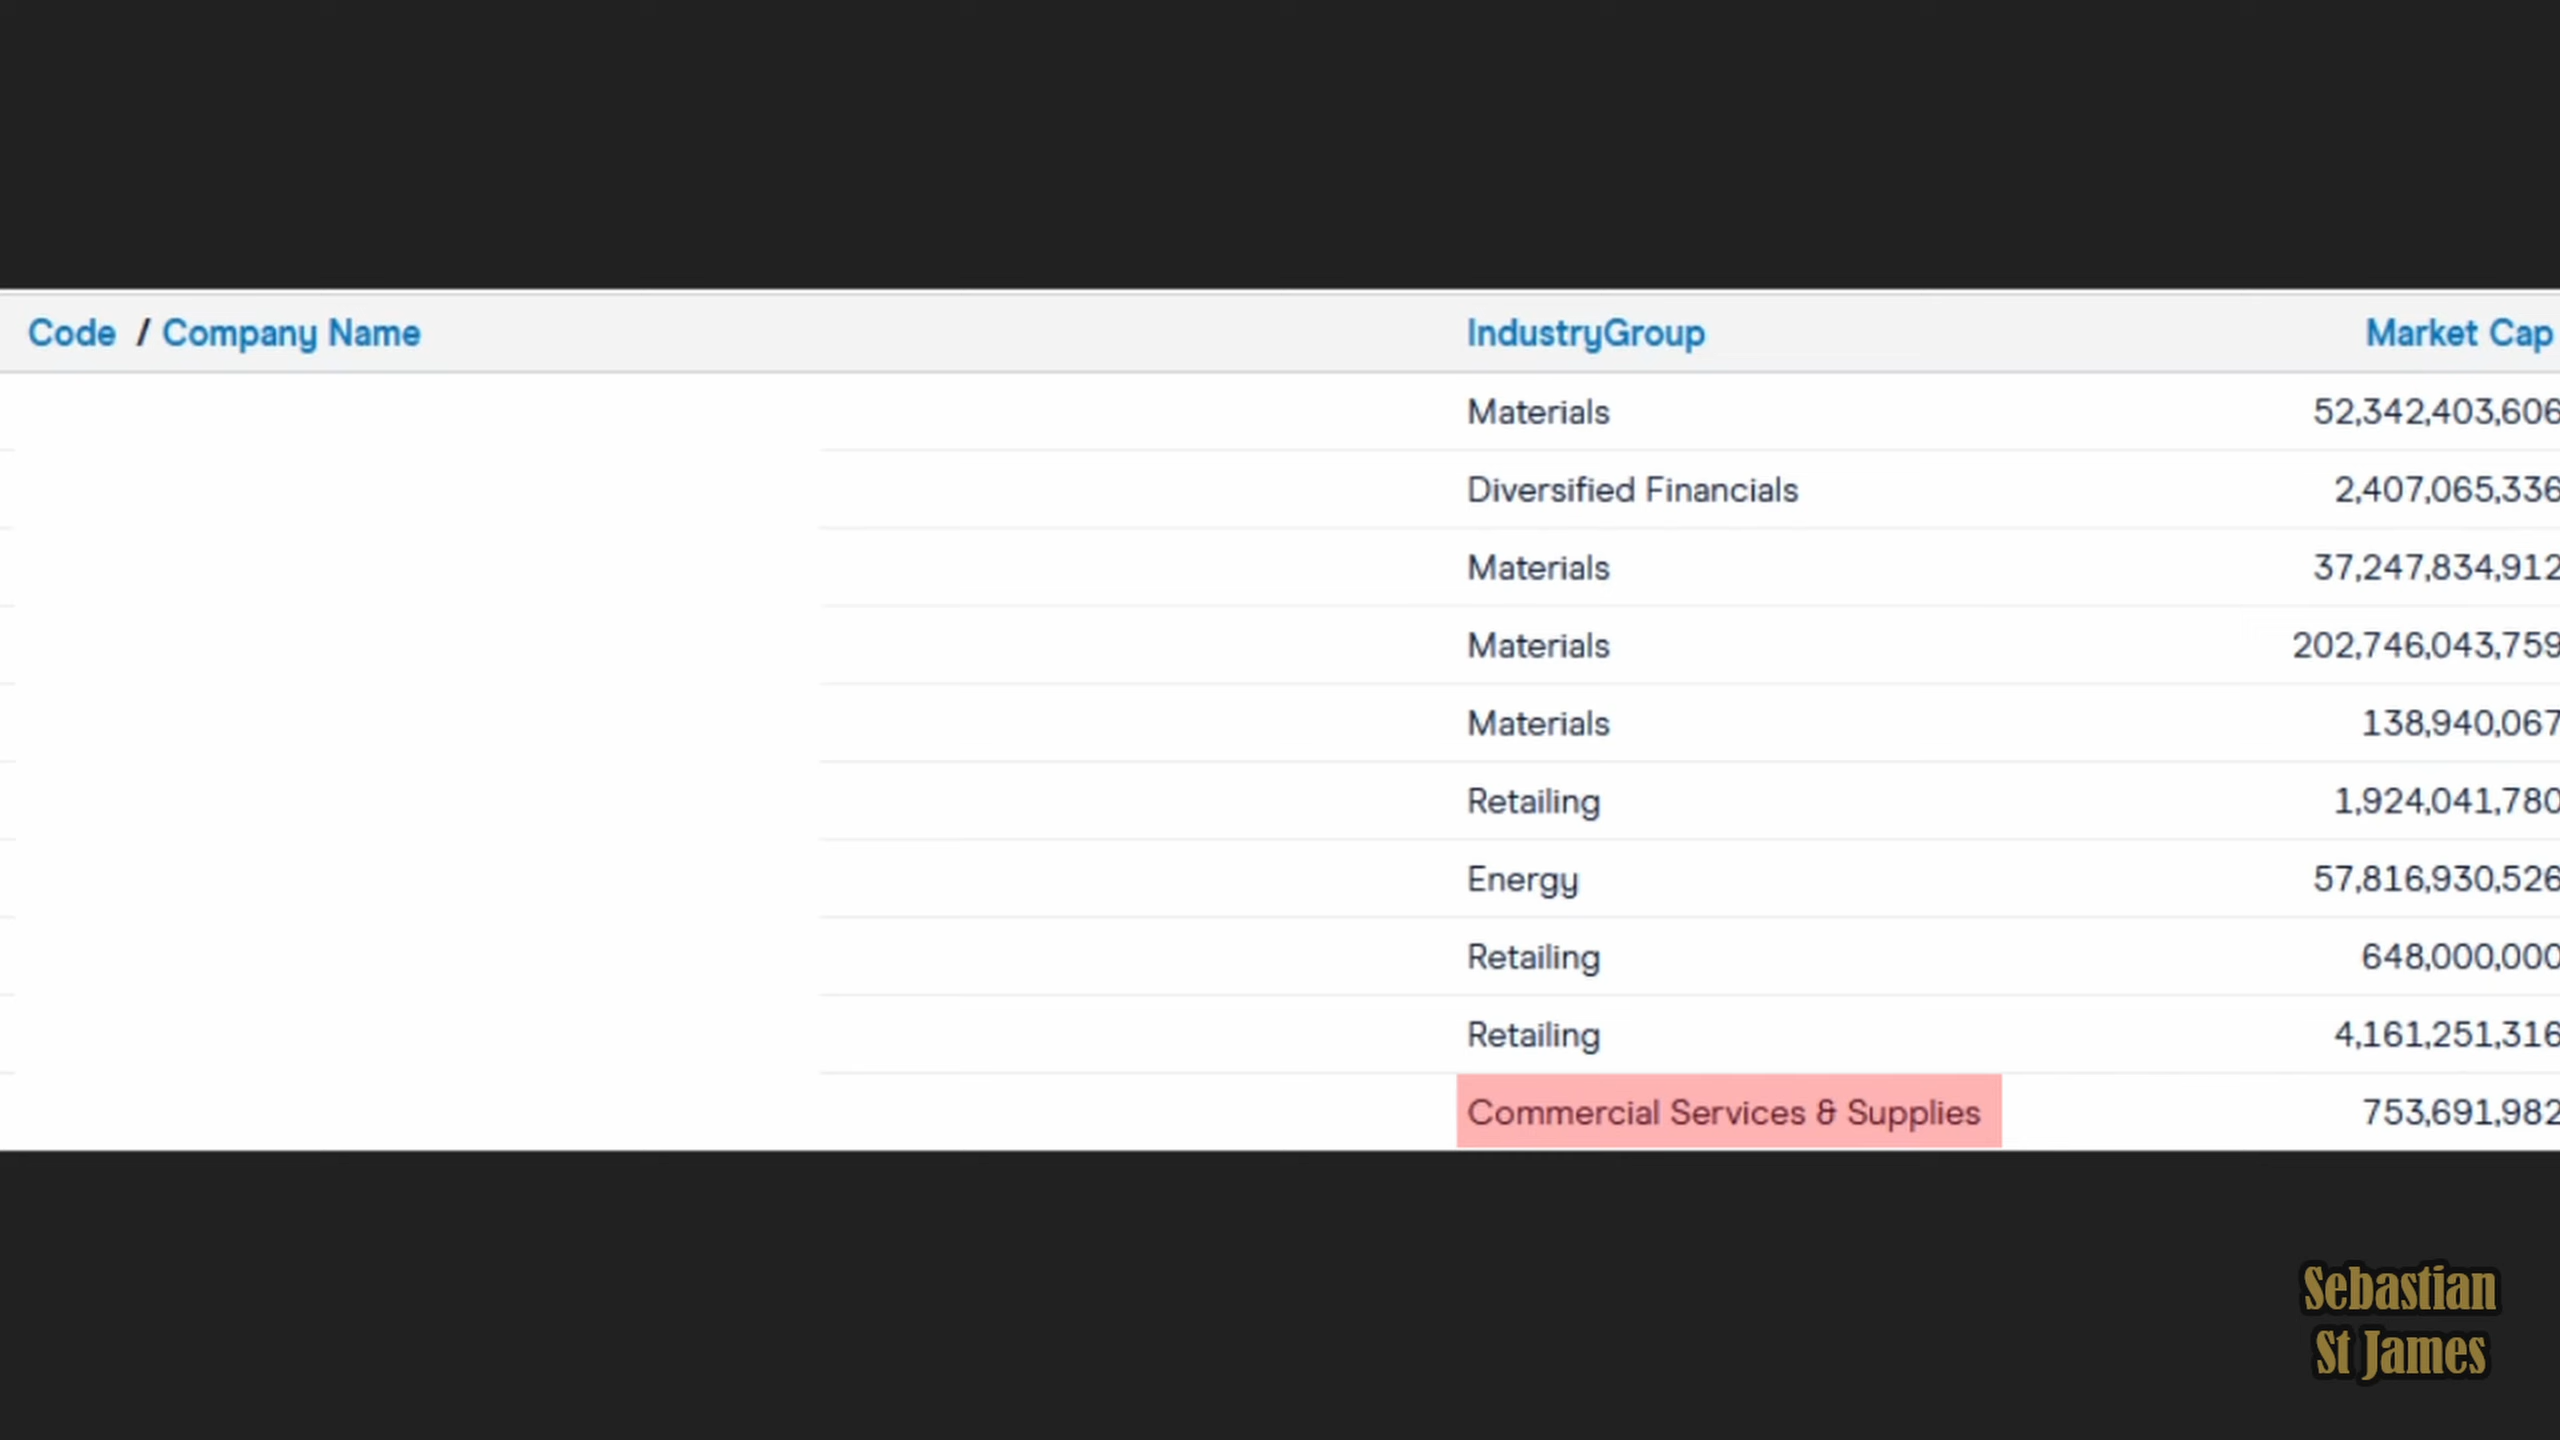 Code / Company Name IndustryGroup Market Cap
Materials 52,342,403,606
Diversified Financials 2,407,065,336
Materials 37,247,834,912
Materials 202,746,043,759
Materials 138,940,067
Retailing 1,924,041,780
Energy 57,816,930,526
Retailing 648,000,000
Retailing 4,161,251,316
Commercial Services & Supplies 753,691,982
Sebastian
St James